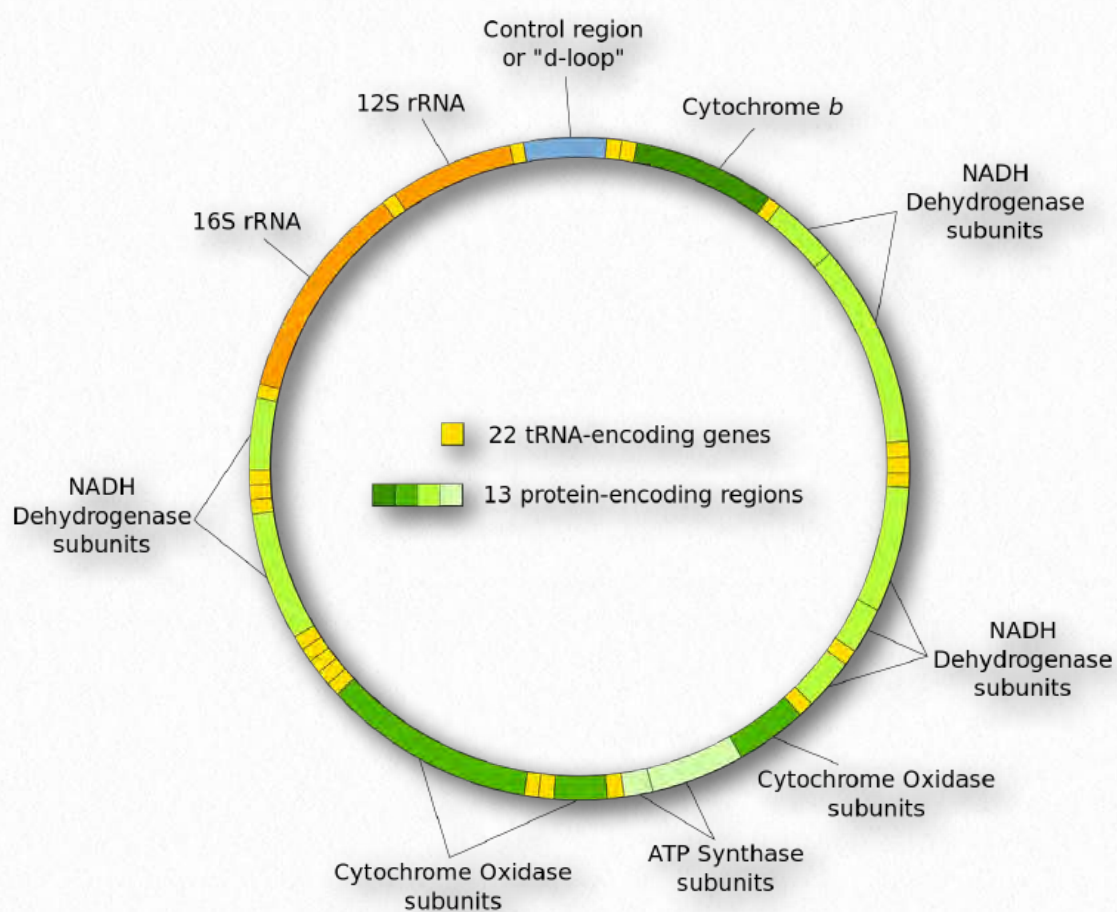 Control region
or "d-loop"
12S rRNA
Cytochrome b
NADH
Dehydrogenase
subunits
16S rRNA
22 tRNA-encoding genes
13 protein-encoding regions
NADH
Dehydrogenase
subunits
NADH
Dehydrogenase
subunits
Cytochrome Oxidase
subunits
ATP Synthase
subunits
Cytochrome Oxidase
subunits